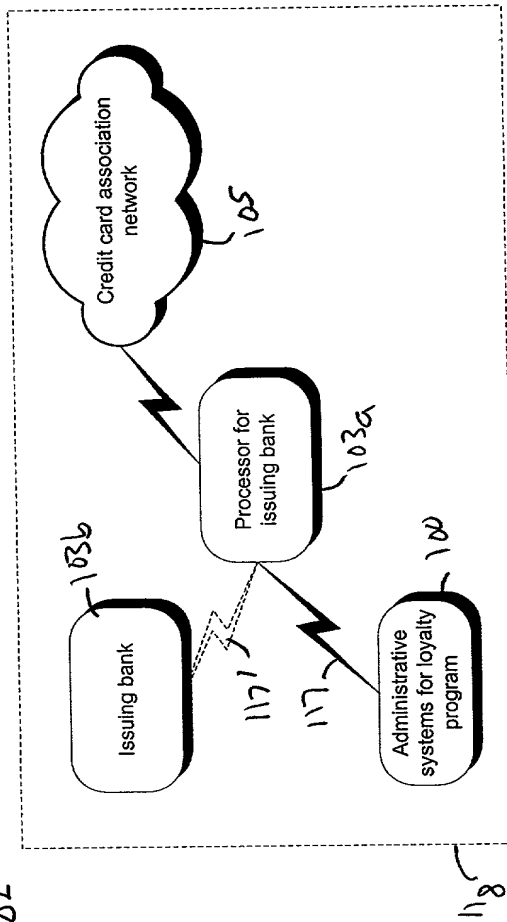 Issuing bank
103b
Credit card association
network
105
Processor for
issuing bank
103a
117'
117
Administrative
systems for loyalty
program
100
118